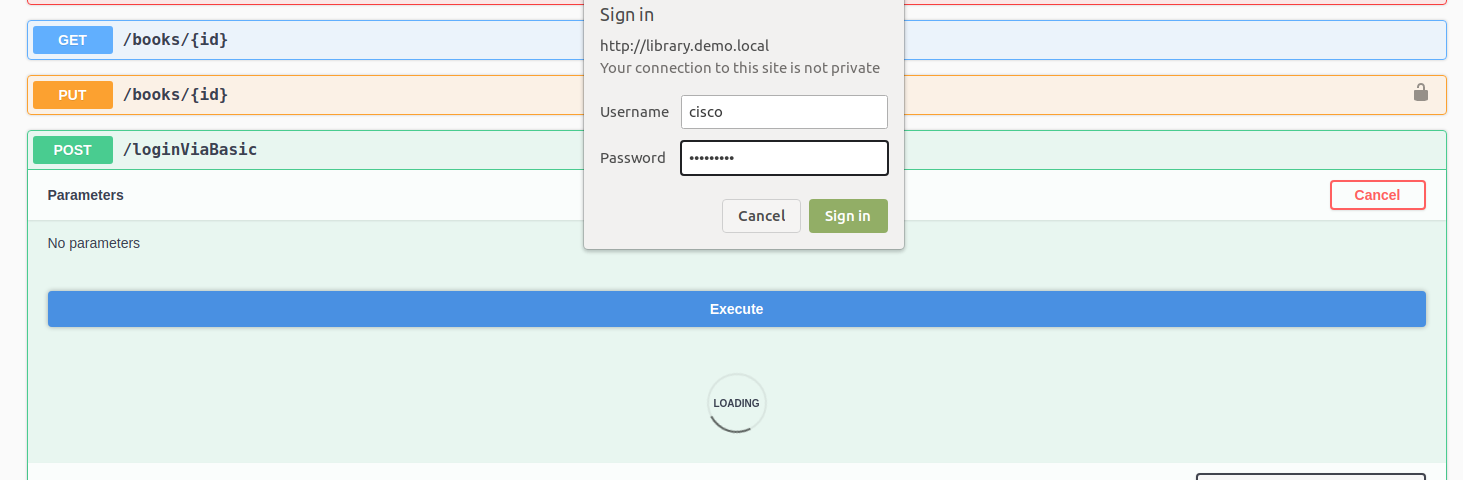 Sign in
GET /books/{id}
http://library.demo.local
Your connection to this site is not private
PUT /books/{id}
Username cisco
POST /loginViaBasic
Password •••••••••
Parameters
Cancel
Cancel Sign in
No parameters
Execute
LOADING